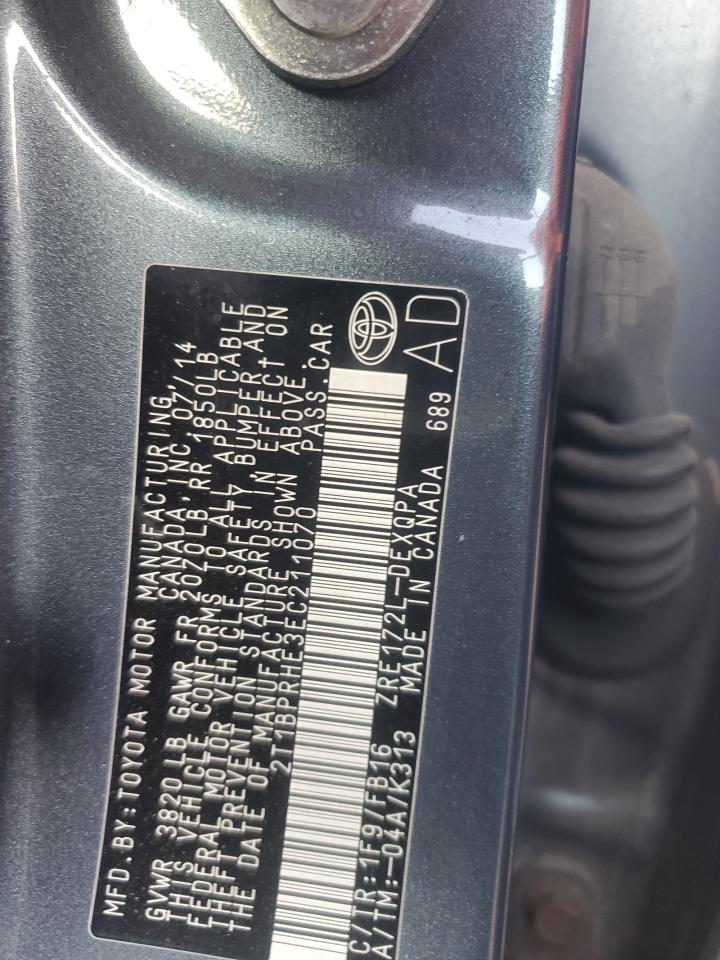 MFD.BY:TOYOTA MOTOR MANUFACTURING,
CANADA,INC.07/14
GVWR 3820LB GAWR FR 2070LB RR 1850LB
THIS VEHICLE CONFORMS TO ALL APPLICABLE
FEDERAL MOTOR VEHICLE SAFETY, BUMPER,AND
THEFT PREVENTION STANDARDS IN EFFECT ON
THE DATE OF MANUFACTURE SHOWN ABOVE.
2T1BPRHE3EC211070 PASS.CAR
C/TR:1F9/FB16 ZRE172L-DEXQPA
A/TM:-04A/K313 MADE IN CANADA 689
AD